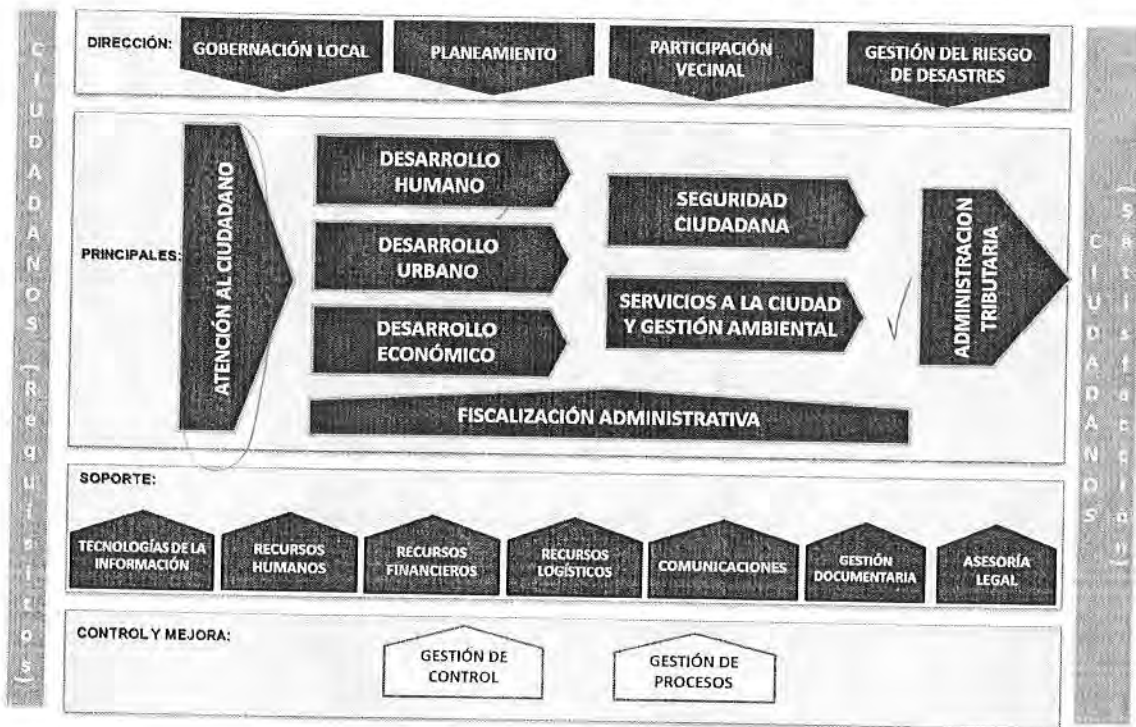 CIUDADANOS (Requisitos)
DIRECCIÓN:
GOBERNACIÓN LOCAL
PLANEAMIENTO
PARTICIPACIÓN
VECINAL
GESTIÓN DEL RIESGO
DE DESASTRES
PRINCIPALES:
ATENCIÓN AL CIUDADANO
DESARROLLO
HUMANO
DESARROLLO
URBANO
DESARROLLO
ECONÓMICO
SEGURIDAD
CIUDADANA
SERVICIOS A LA CIUDAD
Y GESTIÓN AMBIENTAL
ADMINISTRACION
TRIBUTARIA
FISCALIZACIÓN ADMINISTRATIVA
SOPORTE:
TECNOLOGÍAS DE LA
INFORMACIÓN
RECURSOS
HUMANOS
RECURSOS
FINANCIEROS
RECURSOS
LOGÍSTICOS
COMUNICACIONES
GESTIÓN
DOCUMENTARIA
ASESORÍA
LEGAL
CONTROL Y MEJORA:
GESTIÓN DE
CONTROL
GESTIÓN DE
PROCESOS
CIUDADANOS
(Satisfacción)